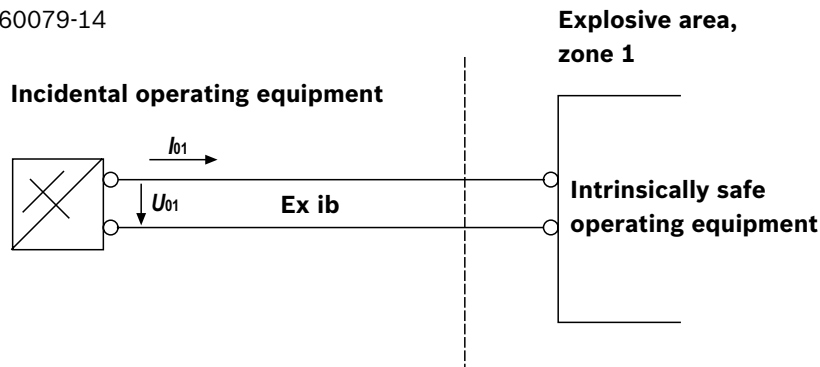 60079-14
Explosive area,
zone 1
Incidental operating equipment
I01
U01
Ex ib
Intrinsically safe
operating equipment